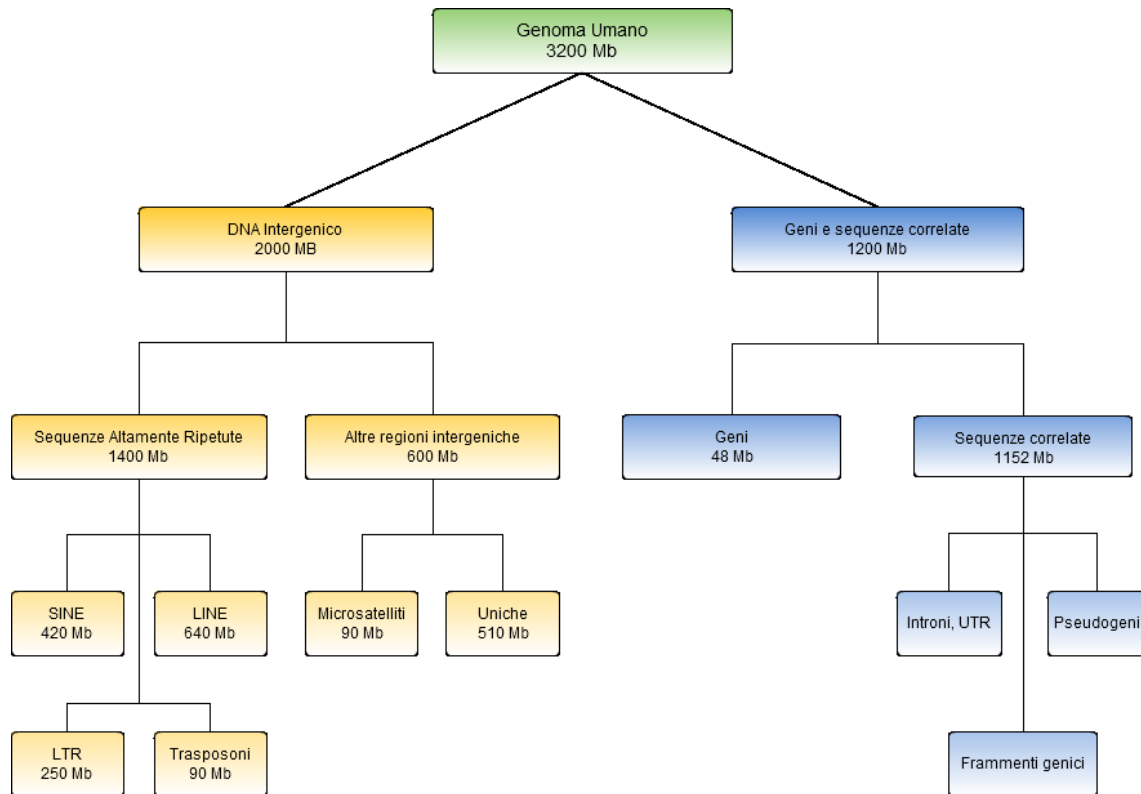 Genoma Umano
3200 Mb
DNA Intergenico
2000 MB
Geni e sequenze correlate
1200 Mb
Sequenze Altamente Ripetute
1400 Mb
Altre regioni intergeniche
600 Mb
Geni
48 Mb
Sequenze correlate
1152 Mb
SINE
420 Mb
LINE
640 Mb
Microsatelliti
90 Mb
Uniche
510 Mb
Introni, UTR
Pseudogeni
LTR
250 Mb
Trasposoni
90 Mb
Frammenti genici